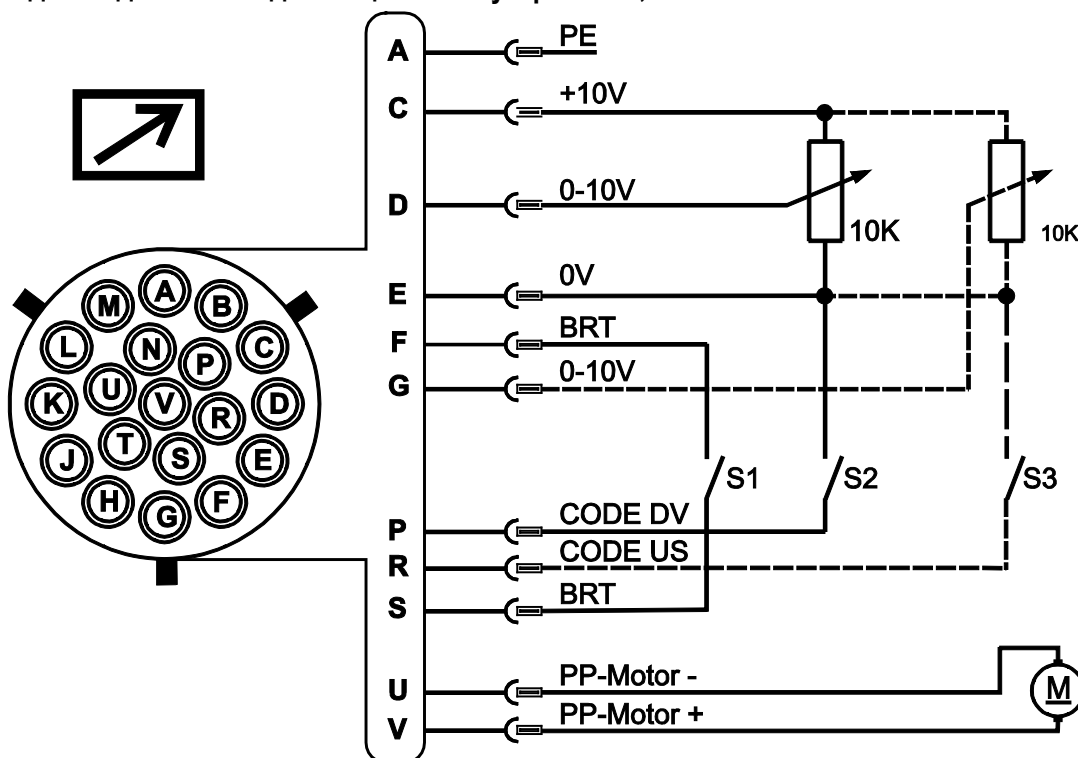 A PE
C +10V
D 0-10V
10K 10K
E 0V
F BRT
G 0-10V
S1 S2 S3
P CODE DV
R CODE US
S BRT
U PP-Motor -
V PP-Motor +
M
A
M B
L N P C
K U V R D
J T S E
H G F